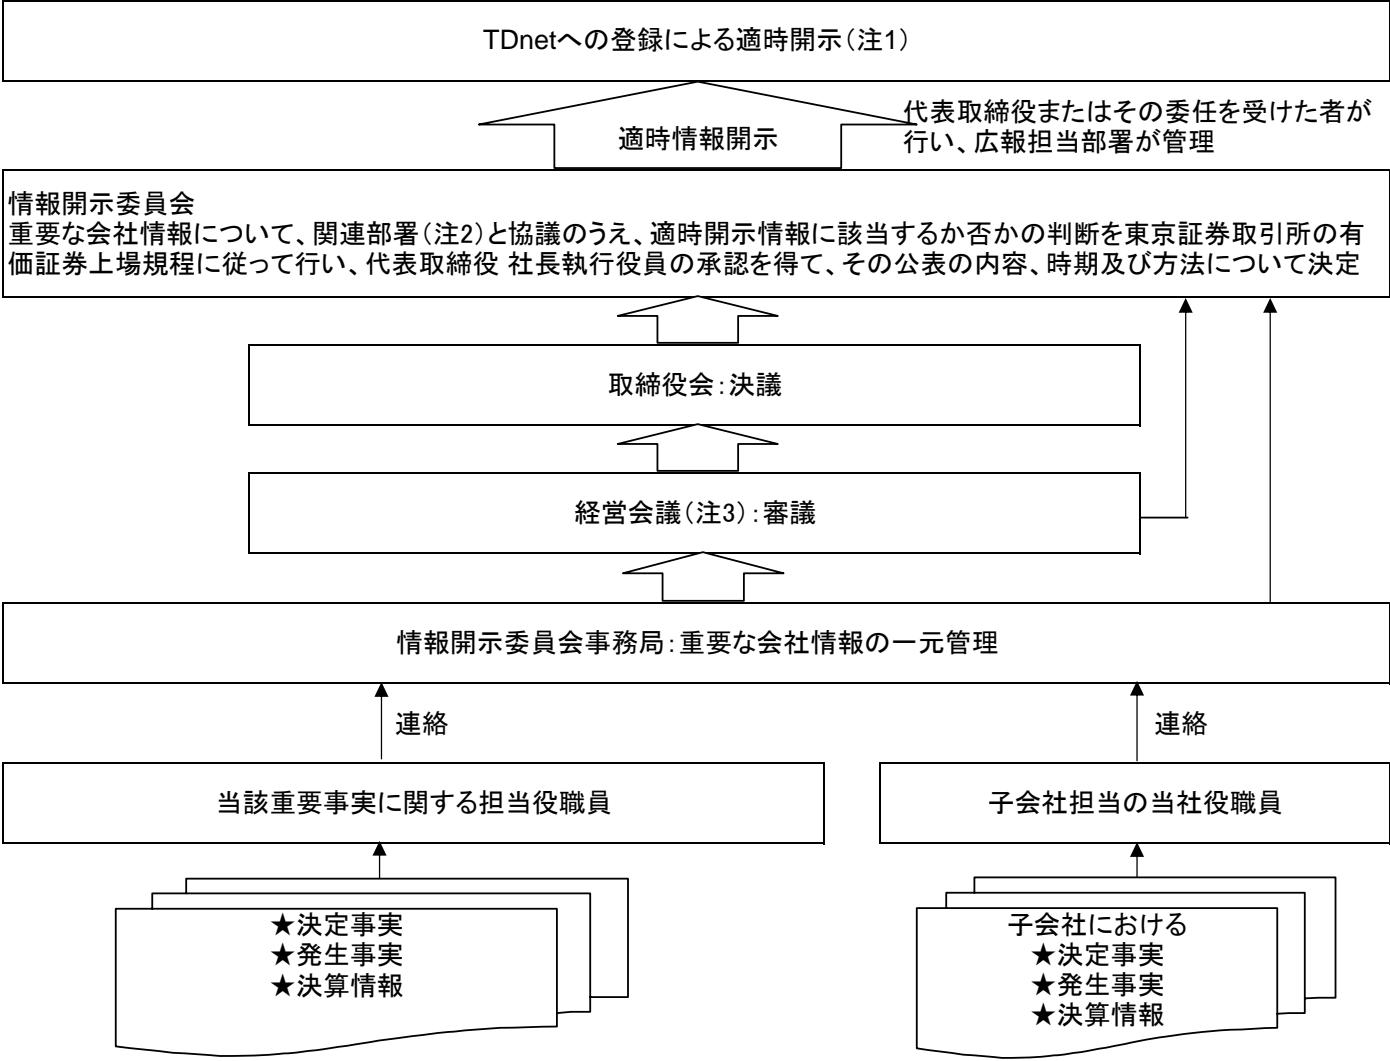 TDnetへの登録による適時開示（注1）
適時情報開示
代表取締役またはその委任を受けた者が
行い、広報担当部署が管理
情報開示委員会
重要な会社情報について、関連部署（注2）と協議のうえ、適時開示情報に該当するか否かの判断を東京証券取引所の有
価証券上場規程に従って行い、代表取締役 社長執行役員の承認を得て、その公表の内容、時期及び方法について決定
取締役会：決議
経営会議（注3）：審議
情報開示委員会事務局：重要な会社情報の一元管理
連絡
連絡
当該重要事実に関する担当役職員
子会社担当の当社役職員
★決定事実
★発生事実
★決算情報
子会社における
★決定事実
★発生事実
★決算情報